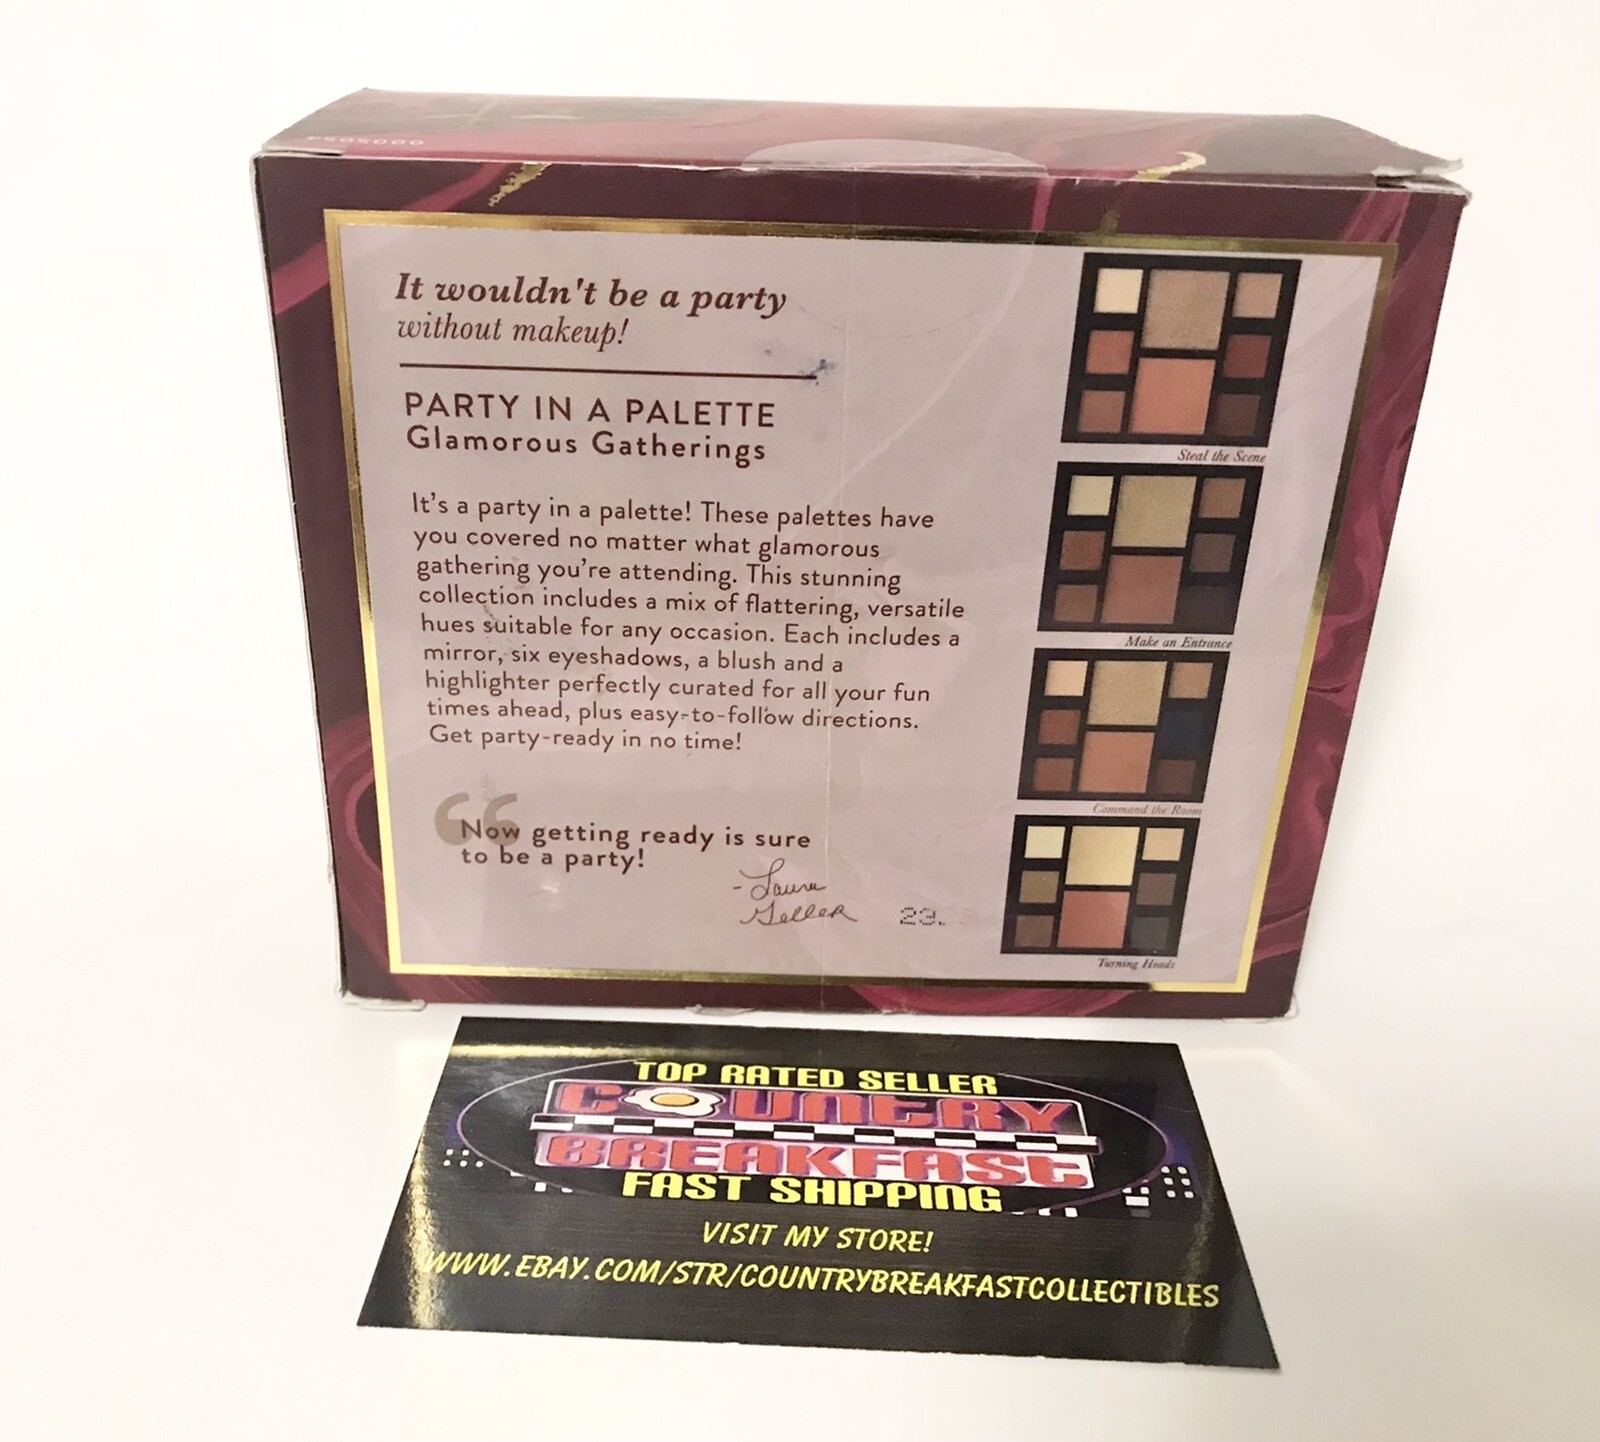 It wouldn't be a party
without makeup!
PARTY IN A PALETTE
Glamorous Gatherings
It's a party in a palette! These palettes have
you covered no matter what glamorous
gathering you're attending. This stunning
collection includes a mix of flattering, versatile
hues suitable for any occasion. Each includes a
mirror, six eyeshadows, a blush and a
highlighter perfectly curated for all your fun
times ahead, plus easy-to-follow directions.
Get party-ready in no time!
“Now getting ready is sure
to be a party!
-Laura
Geller
23.
Steal the Scene
Make an Entrance
Command the Room
Turning Heads
TOP RATED SELLER
COUNTRY
BREAKFAST
FAST SHIPPING
VISIT MY STORE!
WWW.EBAY.COM/STR/COUNTRYBREAKFASTCOLLECTIBLES